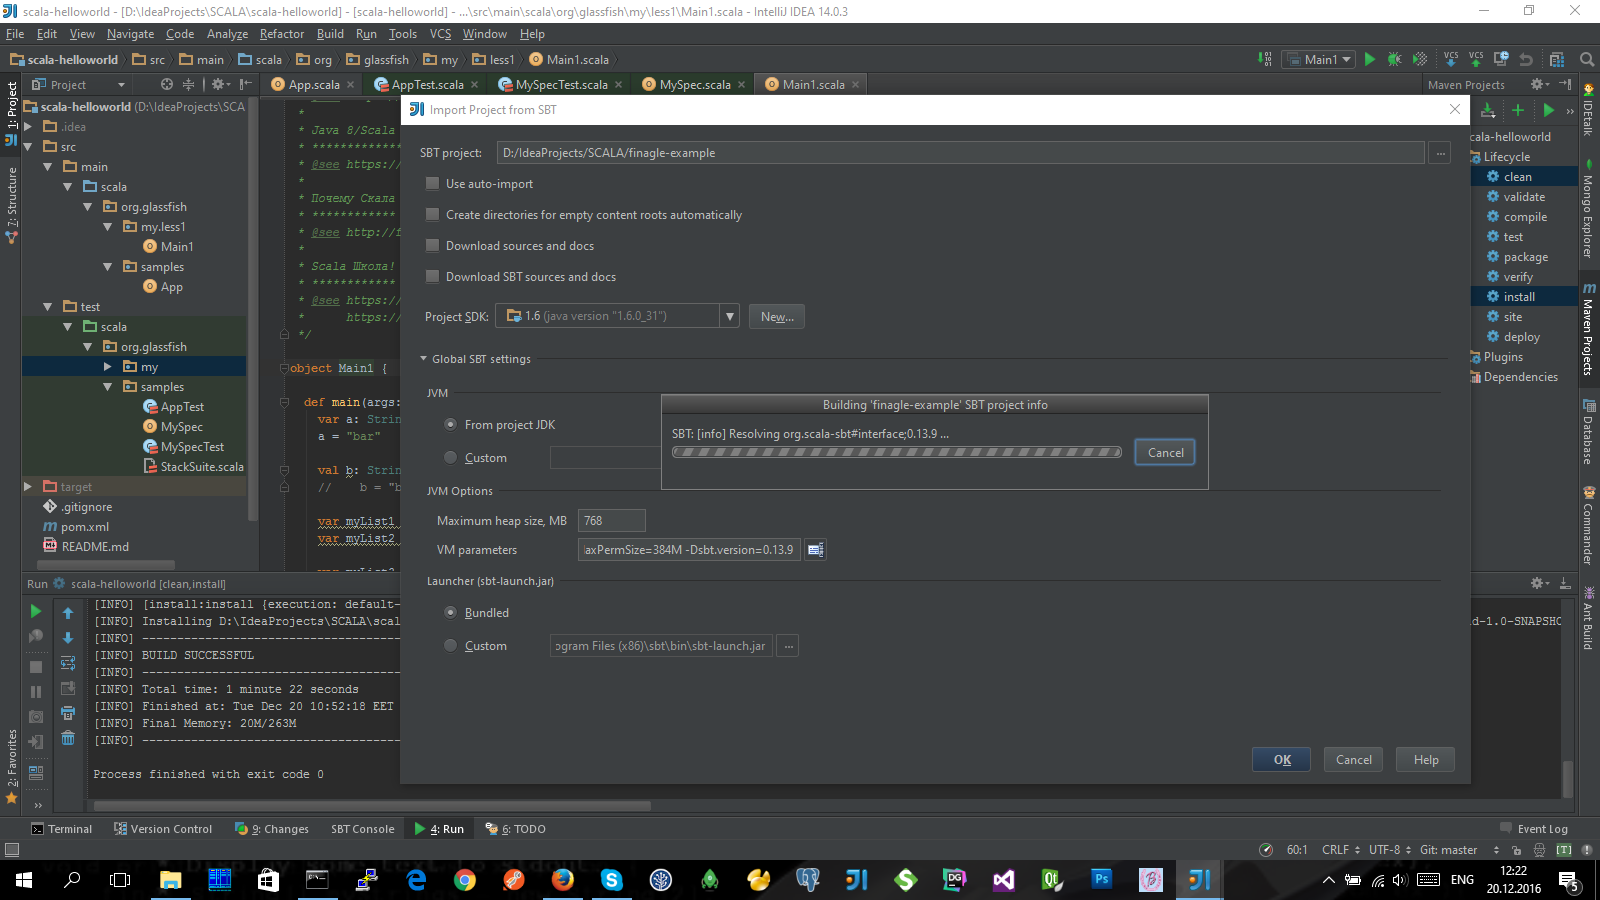 scala-helloworld - [D:\IdeaProjects\SCALA\scala-helloworld] - [scala-helloworld] - ...\src\main\scala\org\glassfish\my\less1\Main1.scala - IntelliJ IDEA 14.0.3
File Edit View Navigate Code Analyze Refactor Build Run Tools VCS Window Help
scala-helloworld src main scala org glassfish my less1 Main1.scala
Main1 VCS VCS
Project
App.scala AppTest.scala MySpecTest.scala MySpec.scala Main1.scala
Maven Projects
1: Project
7: Structure
2: Favorites
scala-helloworld (D:\IdeaProjects\SCA
.idea
src
main
scala
org.glassfish
my.less1
Main1
samples
App
test
scala
org.glassfish
my
samples
AppTest
MySpec
MySpecTest
StackSuite.scala
target
.gitignore
pom.xml
README.md
*
* Java 8/Scala
* ************
* @see https:/
*
* Почему Скала
* ************
* @see http://f
*
* Scala Школа!
* ************
* @see https:/
* https:/
*/
object Main1 {
def main(args:
var a: Strin
a = "bar"
val b: Strin
// b = "b
var myList1
var myList2
Import Project from SBT
SBT project: D:/IdeaProjects/SCALA/finagle-example ...
Use auto-import
Create directories for empty content roots automatically
Download sources and docs
Download SBT sources and docs
Project SDK: 1.6 (java version "1.6.0_31") New...
Global SBT settings
JVM
From project JDK
Custom
Building 'finagle-example' SBT project info
SBT: [info] Resolving org.scala-sbt#interface;0.13.9 ...
Cancel
JVM Options
Maximum heap size, MB 768
VM parameters laxPermSize=384M -Dsbt.version=0.13.9
Launcher (sbt-launch.jar)
Bundled
Custom ogram Files (x86)\sbt\bin\sbt-launch.jar ...
OK Cancel Help
cala-helloworld
Lifecycle
clean
validate
compile
test
package
verify
install
site
deploy
Plugins
Dependencies
IDEtalk
Mongo Explorer
Maven Projects
Database
Commander
Ant Build
Run scala-helloworld [clean,install]
[INFO] [install:install {execution: default-
[INFO] Installing D:\IdeaProjects\SCALA\scal
d-1.0-SNAPSHO
[INFO] -------------------------------------
[INFO] BUILD SUCCESSFUL
[INFO] -------------------------------------
[INFO] Total time: 1 minute 22 seconds
[INFO] Finished at: Tue Dec 20 10:52:18 EET
[INFO] Final Memory: 20M/263M
[INFO] -------------------------------------
Process finished with exit code 0
Terminal Version Control 9: Changes SBT Console 4: Run 6: TODO Event Log
60:1 CRLF UTF-8 Git: master [T]
ENG 12:22
20.12.2016
5